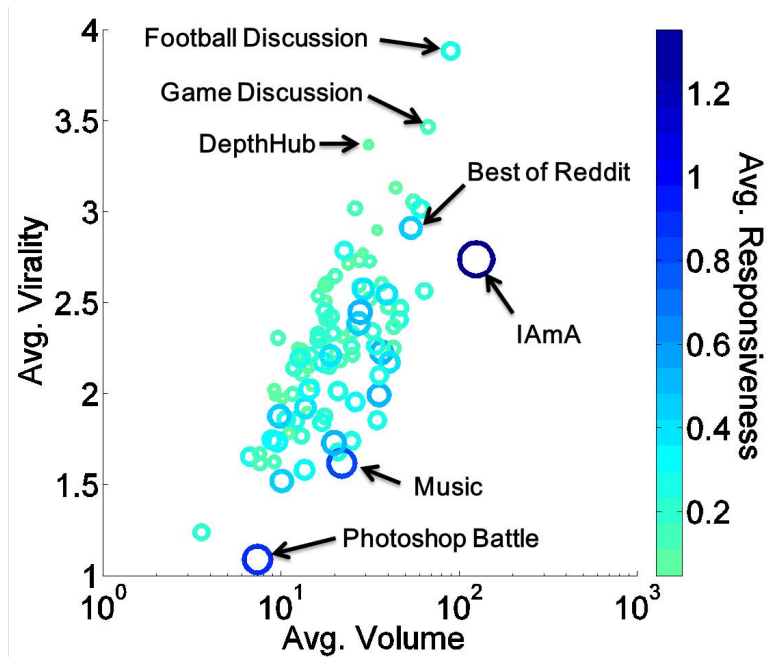 4
Football Discussion
Game Discussion
3.5
DepthHub
Best of Reddit
3
Avg. Virality
2.5
IAmA
2
1.5
Music
Photoshop Battle
1
10^0
10^1
10^2
10^3
Avg. Volume
1.2
1
0.8
0.6
0.4
0.2
Avg. Responsiveness